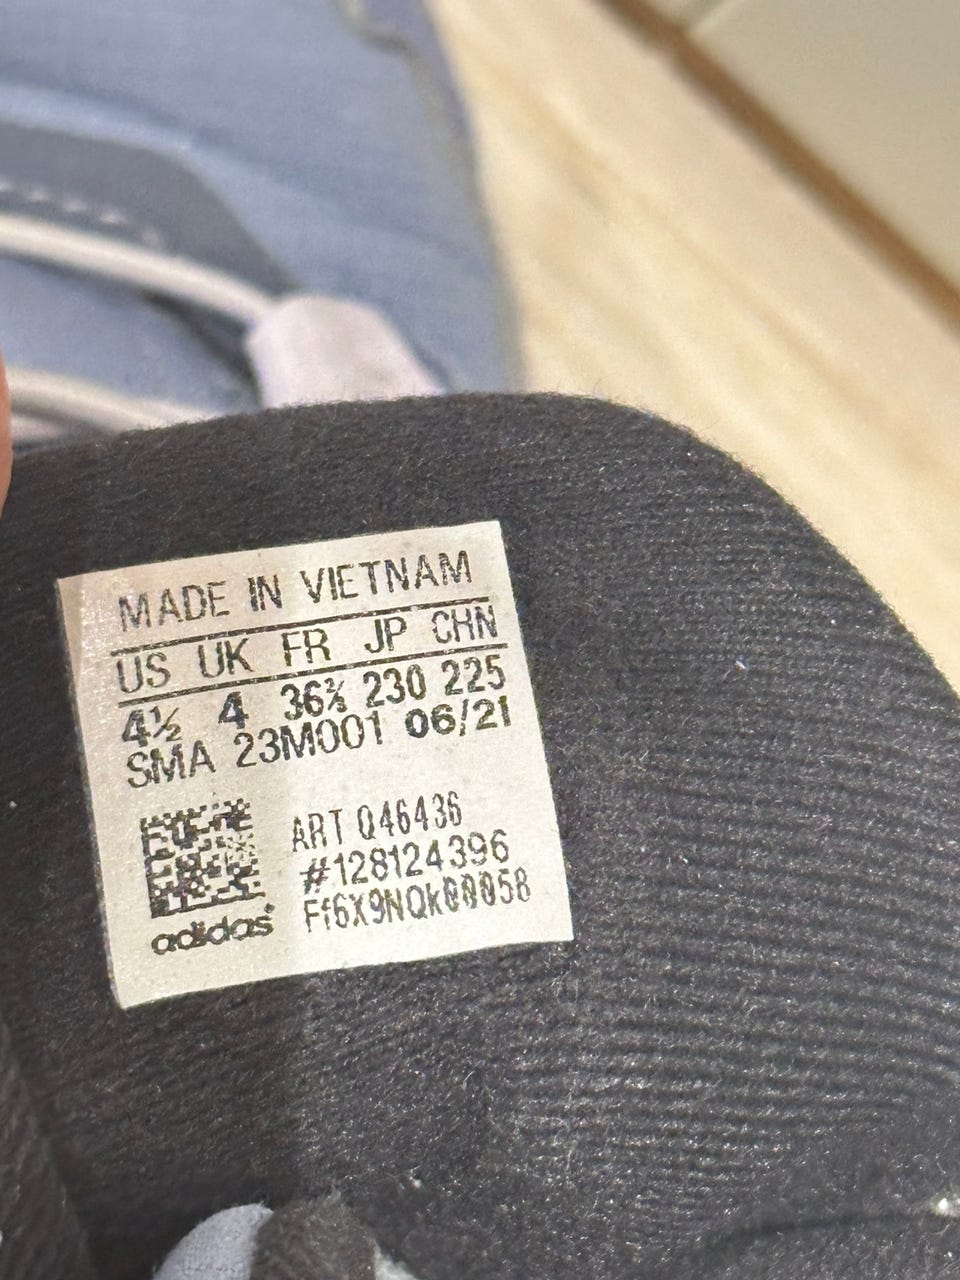 MADE IN VIETNAM
US UK FR JP CHN
4½ 4 36⅔ 230 225
SMA 23M001 06/21
ART Q46436
#128124396
Ff6X9NQk00058
adidas